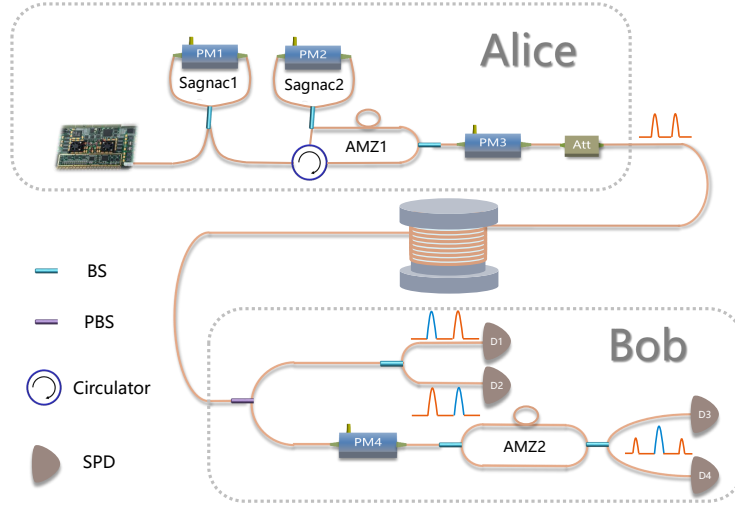 Alice
PM1
PM2
Sagnac1
Sagnac2
AMZ1
PM3
Att
BS
PBS
Circulator
SPD
Bob
D1
D2
PM4
AMZ2
D3
D4